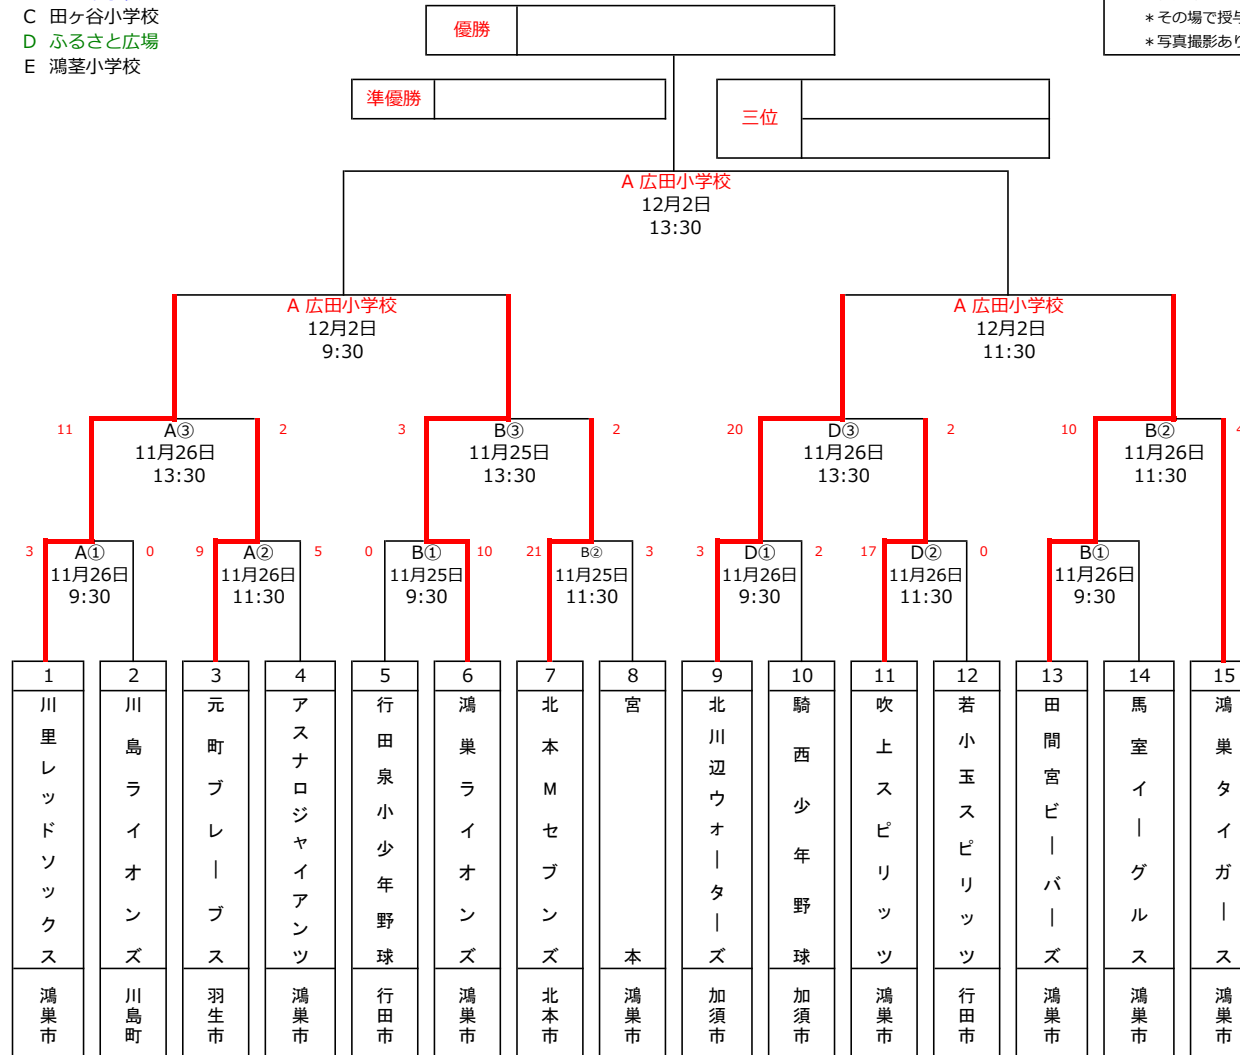 C 田ヶ谷小学校
D ふるさと広場
E 鴻茎小学校
優勝
＊その場で授与
＊写真撮影あり
準優勝
三位
A 広田小学校
12月2日
13:30
A 広田小学校
12月2日
9:30
A 広田小学校
12月2日
11:30
11 A③ 2
11月26日
13:30
3 B③ 2
11月25日
13:30
20 D③ 2
11月26日
13:30
10 B② 4
11月26日
11:30
3 A① 0
11月26日
9:30
9 A② 5
11月26日
11:30
0 B① 10
11月25日
9:30
21 B② 3
11月25日
11:30
3 D① 2
11月26日
9:30
17 D② 0
11月26日
11:30
B①
11月26日
9:30
1
川里レッドソックス
鴻巣市
2
川島ライオンズ
川島町
3
元町ブレーブス
羽生市
4
アスナロジャイアンツ
鴻巣市
5
行田泉小少年野球
行田市
6
鴻巣ライオンズ
鴻巣市
7
北本Mセブンズ
北本市
8
宮本
鴻巣市
9
北川辺ウォーターズ
加須市
10
騎西少年野球
加須市
11
吹上スピリッツ
鴻巣市
12
若小玉スピリッツ
行田市
13
田間宮ビーバーズ
鴻巣市
14
馬室イーグルス
鴻巣市
15
鴻巣タイガース
鴻巣市